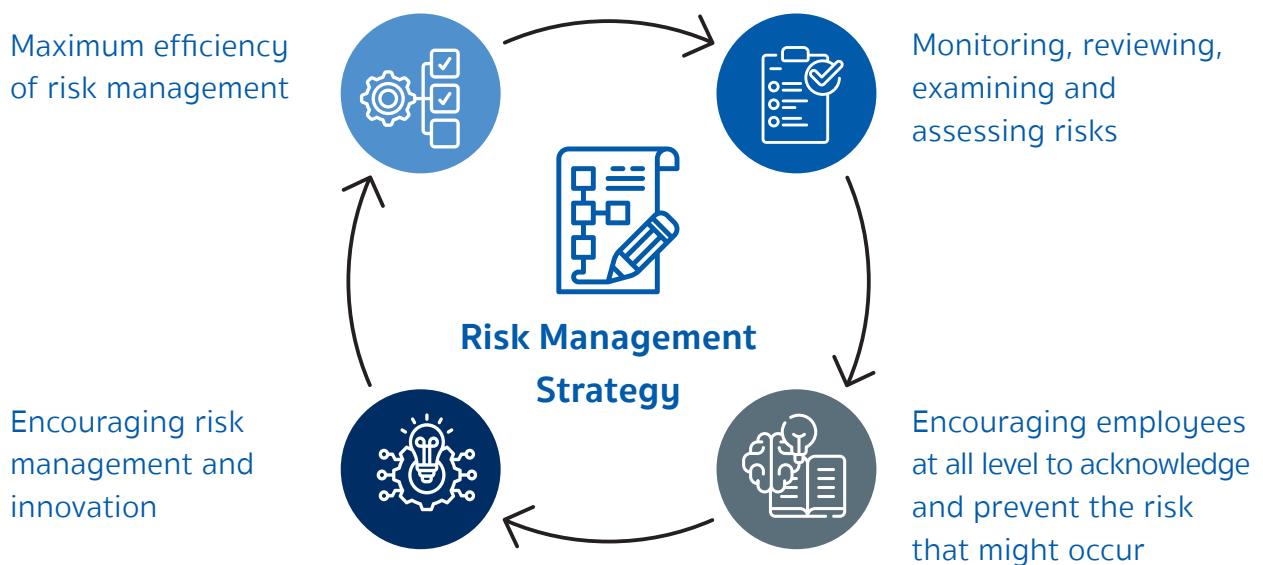 Maximum efficiency
of risk management
Monitoring, reviewing,
examining and
assessing risks
Risk Management
Strategy
Encouraging risk
management and
innovation
Encouraging employees
at all level to acknowledge
and prevent the risk
that might occur